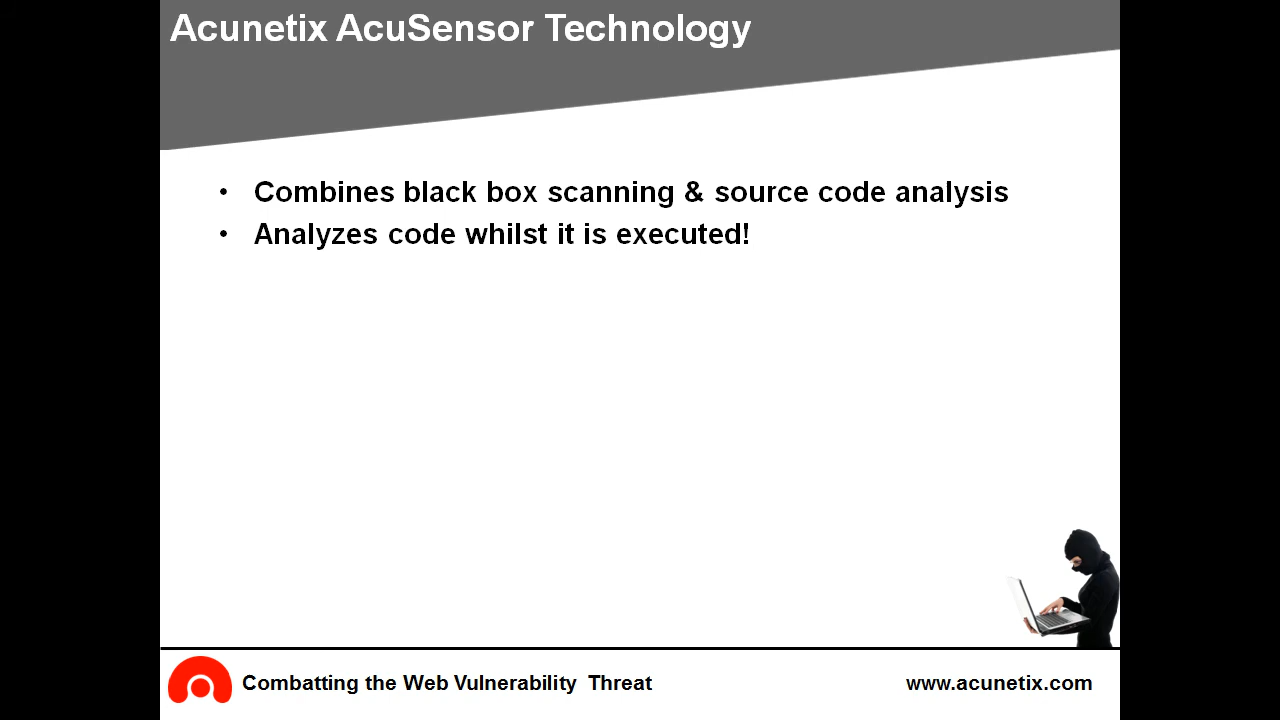 Acunetix AcuSensor Technology
• Combines black box scanning & source code analysis
• Analyzes code whilst it is executed!
Combatting the Web Vulnerability Threat
www.acunetix.com